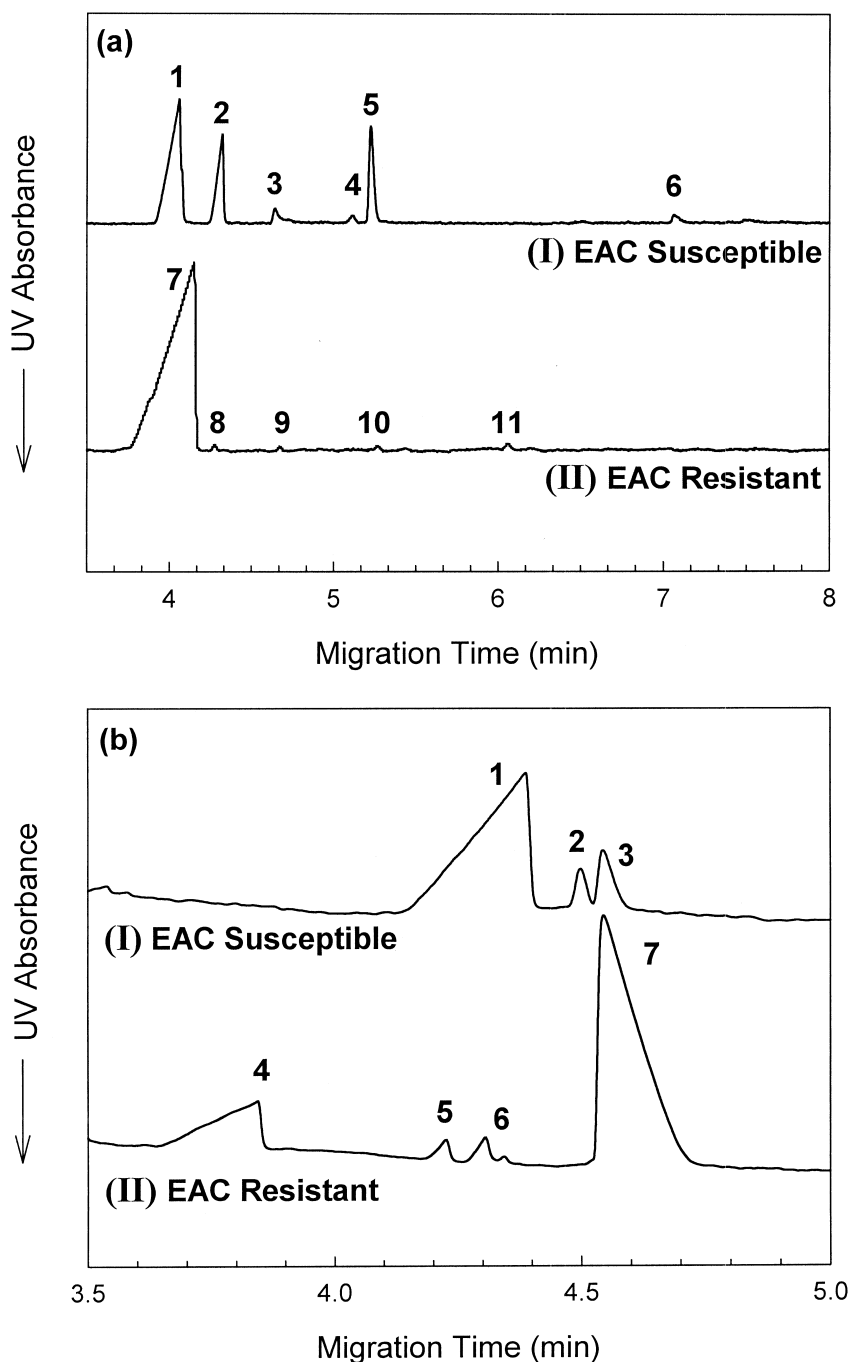 (a)
1
2
3
4
5
6
(I) EAC Susceptible
7
8
9
10
11
(II) EAC Resistant
UV Absorbance
4 5 6 7 8
Migration Time (min)
(b)
1
2
3
(I) EAC Susceptible
4
5
6
7
(II) EAC Resistant
UV Absorbance
3.5 4.0 4.5 5.0
Migration Time (min)